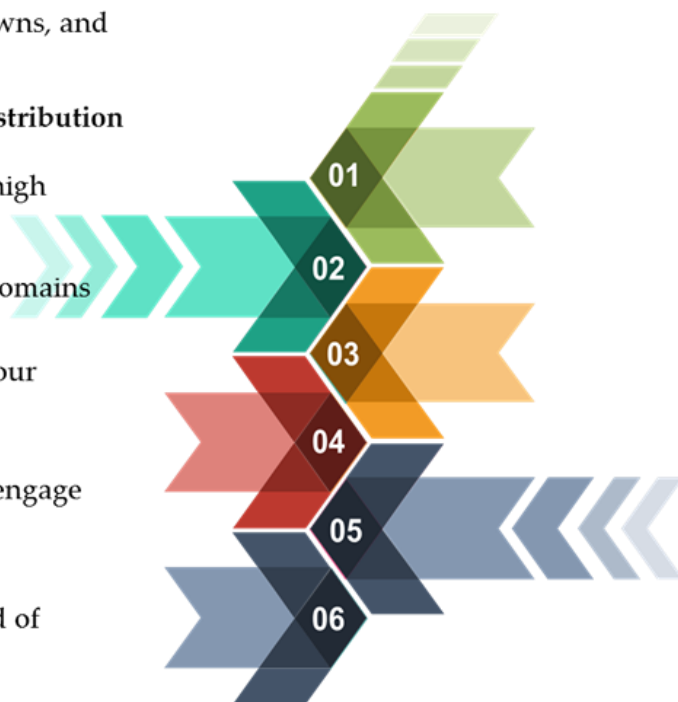 wns, and
stribution
high
omains
our
engage
d of
01
02
03
04
05
06